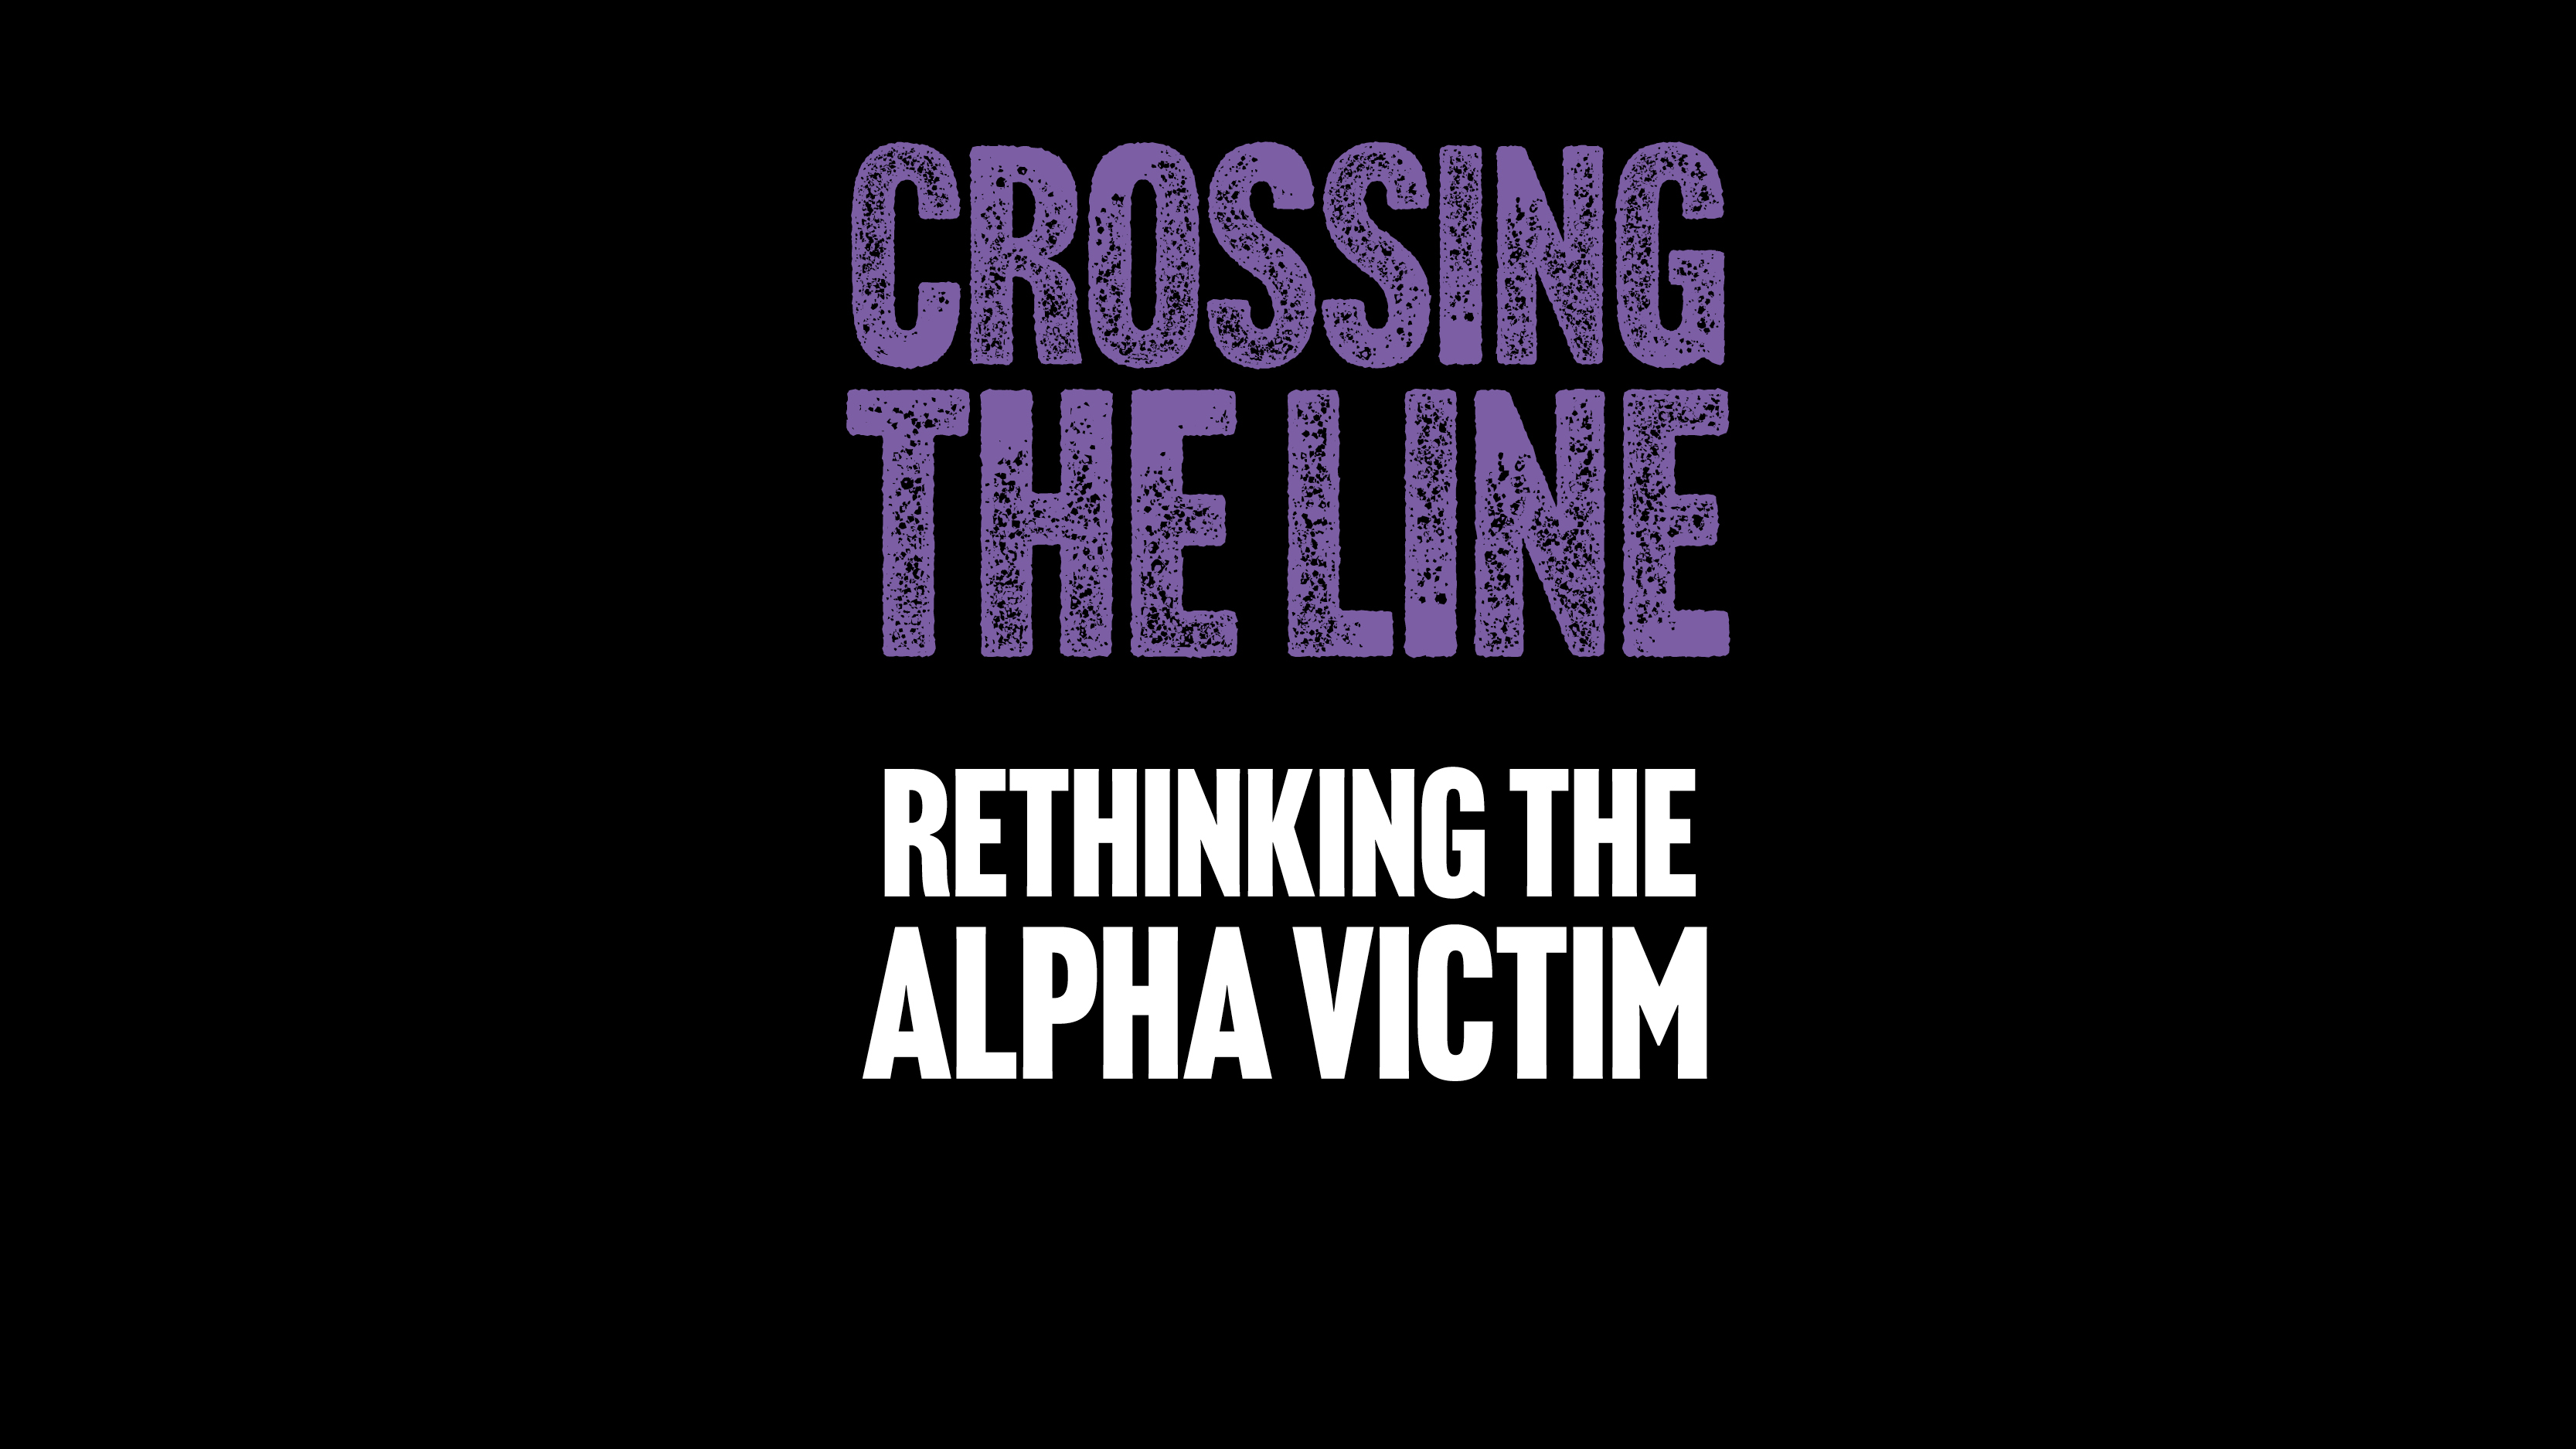 CROSSING
THE LINE
RETHINKING THE
ALPHA VICTIM